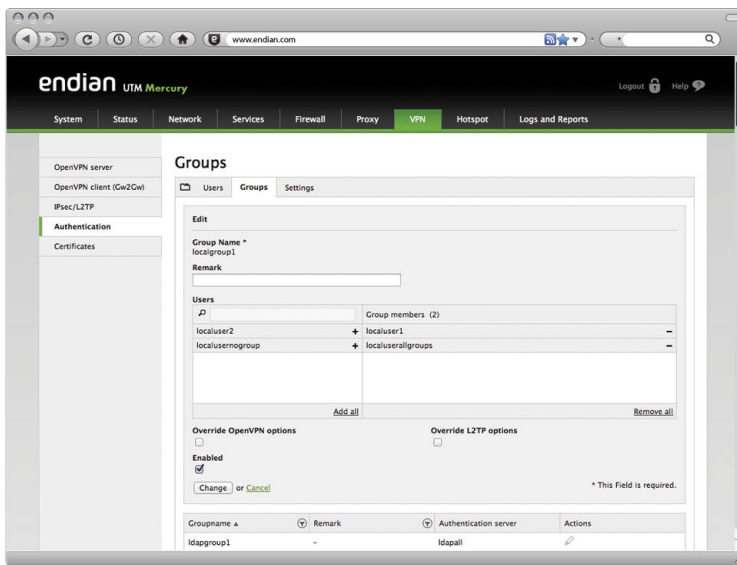 www.endian.com
endian UTM Mercury
Logout Help
System Status Network Services Firewall Proxy VPN Hotspot Logs and Reports
OpenVPN server
OpenVPN client (Gw2Gw)
IPsec/L2TP
Authentication
Certificates
Groups
Users Groups Settings
Edit
Group Name *
localgroup1
Remark
Users
Group members (2)
localuser2 + localuser1 −
localusernogroup + localuserallgroups −
Add all Remove all
Override OpenVPN options Override L2TP options
Enabled
Change or Cancel * This Field is required.
Groupname Remark Authentication server Actions
ldapgroup1 - ldapall